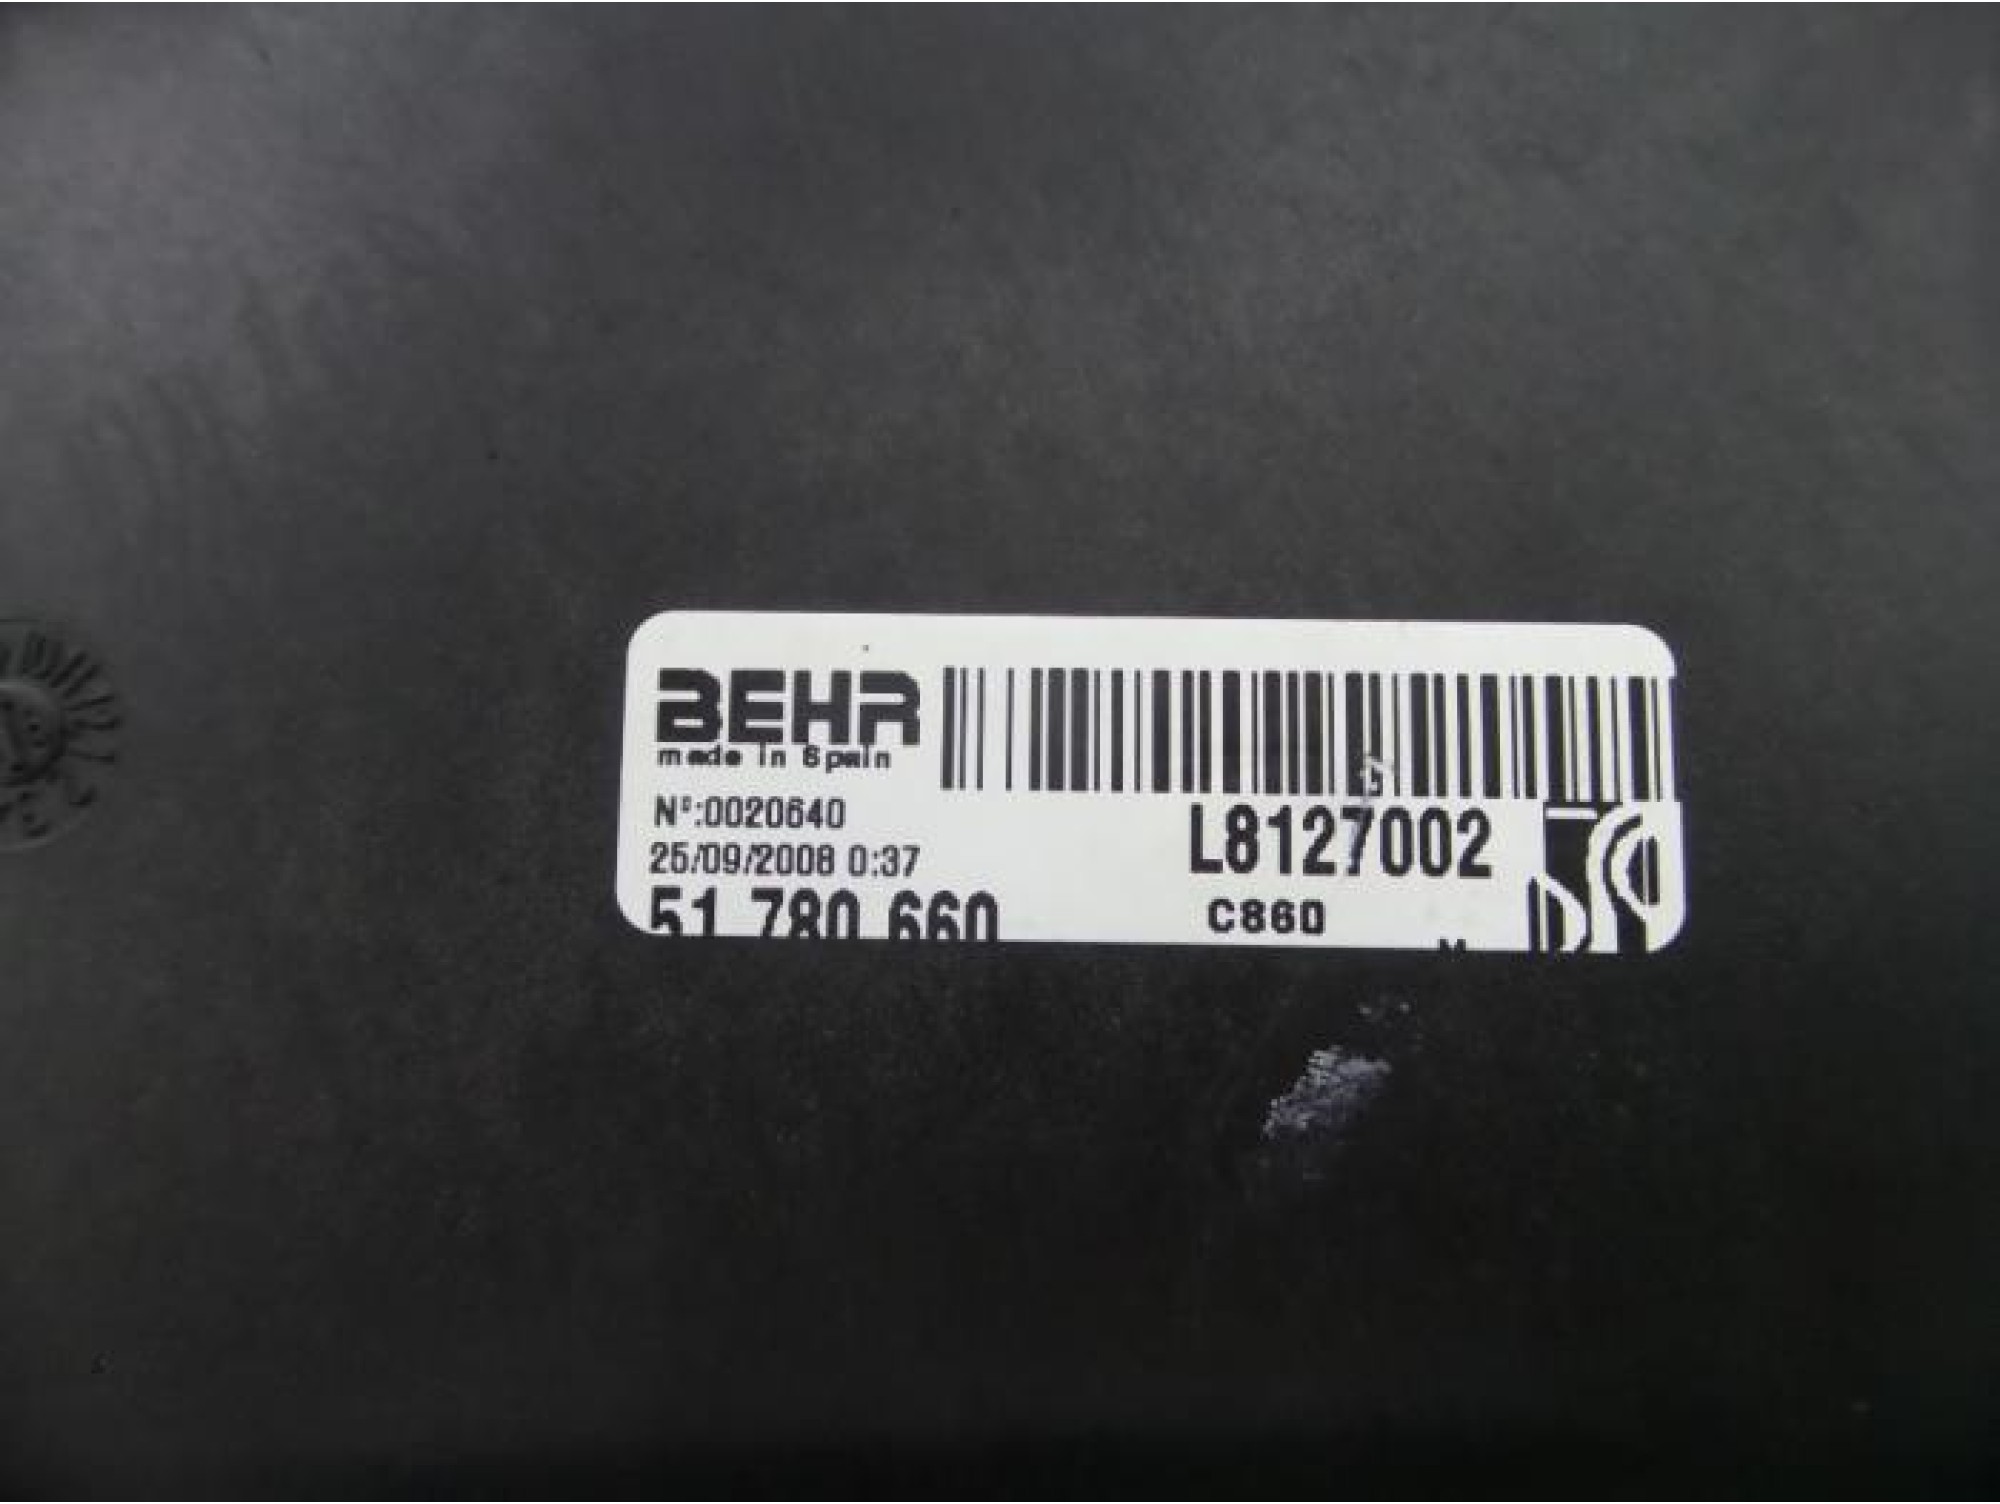 BEHR
made in Spain
Nº:0020640
25/09/2008 0:37
L8127002
51 780 660
C860
M